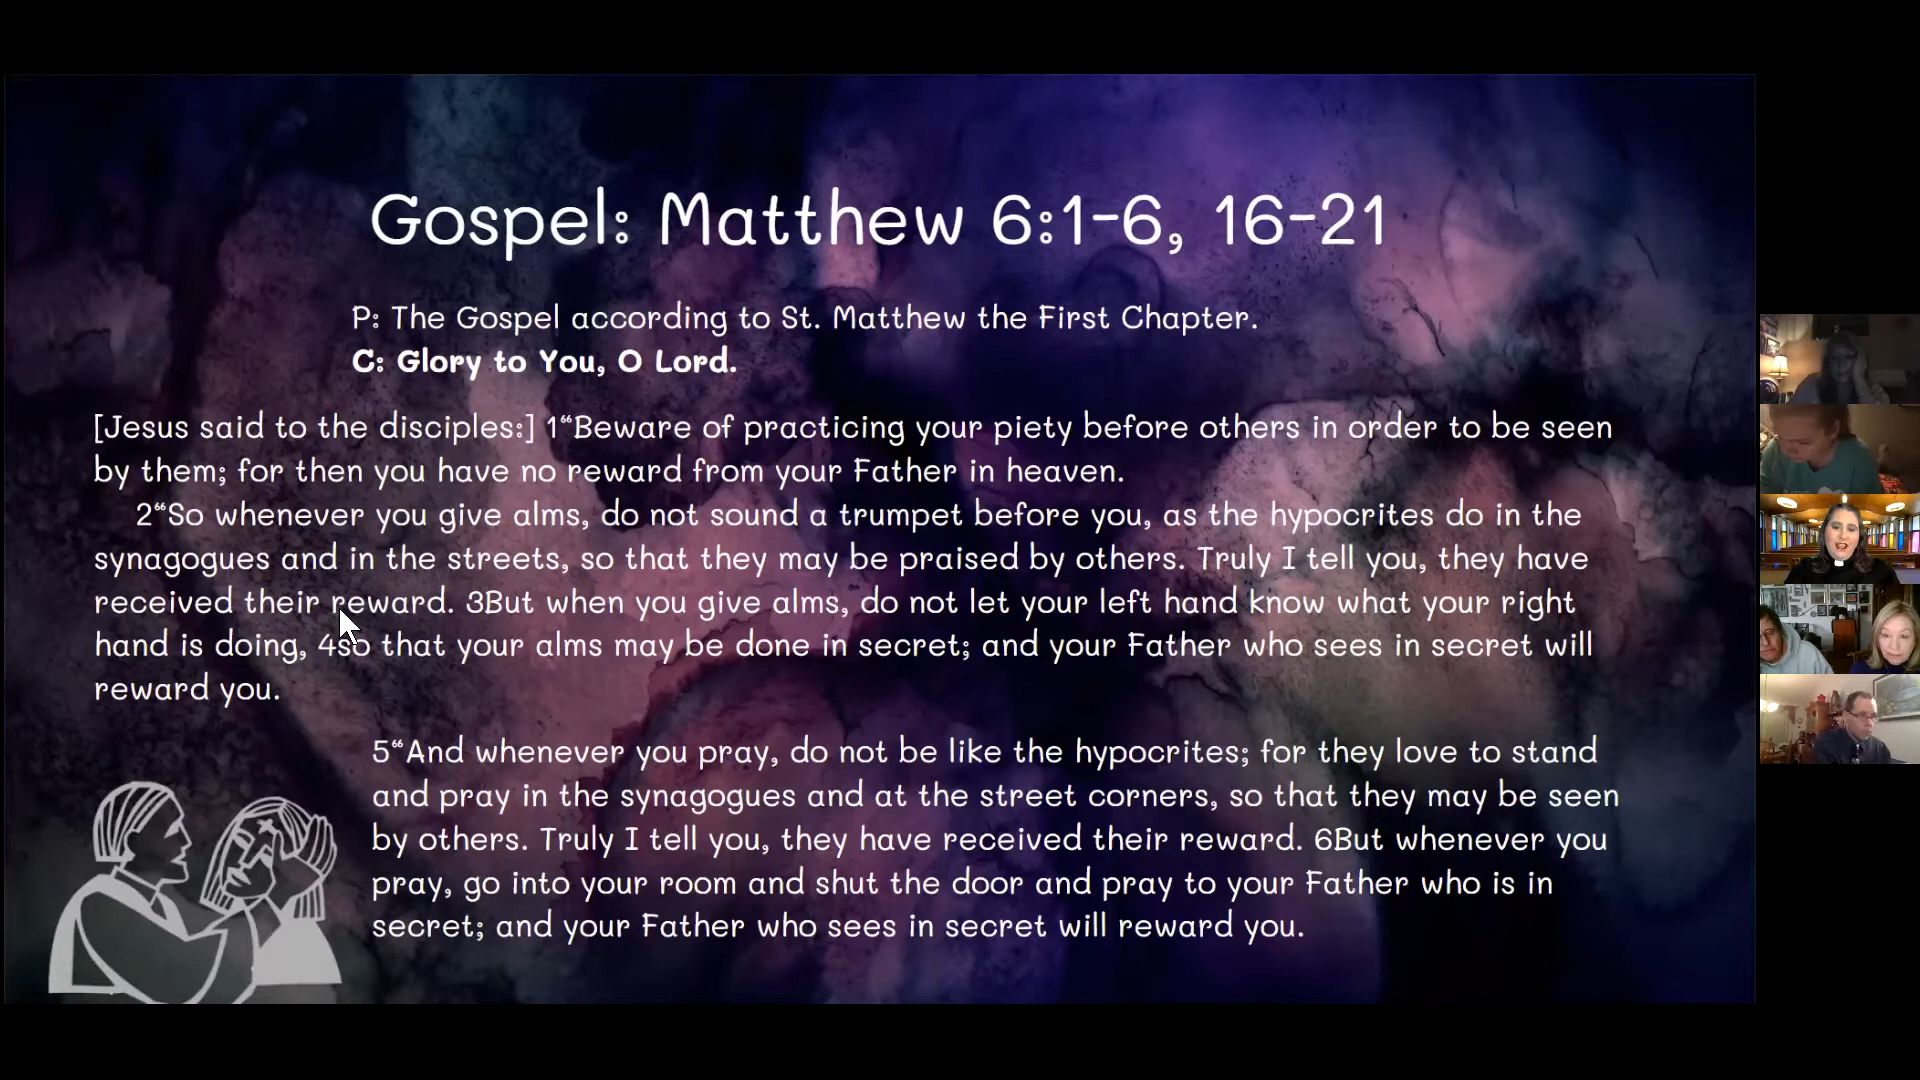 Gospel: Matthew 6:1-6, 16-21
P: The Gospel according to St. Matthew the First Chapter.
C: Glory to You, O Lord.
[Jesus said to the disciples:] 1“Beware of practicing your piety before others in order to be seen
by them; for then you have no reward from your Father in heaven.
2“So whenever you give alms, do not sound a trumpet before you, as the hypocrites do in the
synagogues and in the streets, so that they may be praised by others. Truly I tell you, they have
received their reward. 3But when you give alms, do not let your left hand know what your right
hand is doing, 4so that your alms may be done in secret; and your Father who sees in secret will
reward you.
5“And whenever you pray, do not be like the hypocrites; for they love to stand
and pray in the synagogues and at the street corners, so that they may be seen
by others. Truly I tell you, they have received their reward. 6But whenever you
pray, go into your room and shut the door and pray to your Father who is in
secret; and your Father who sees in secret will reward you.